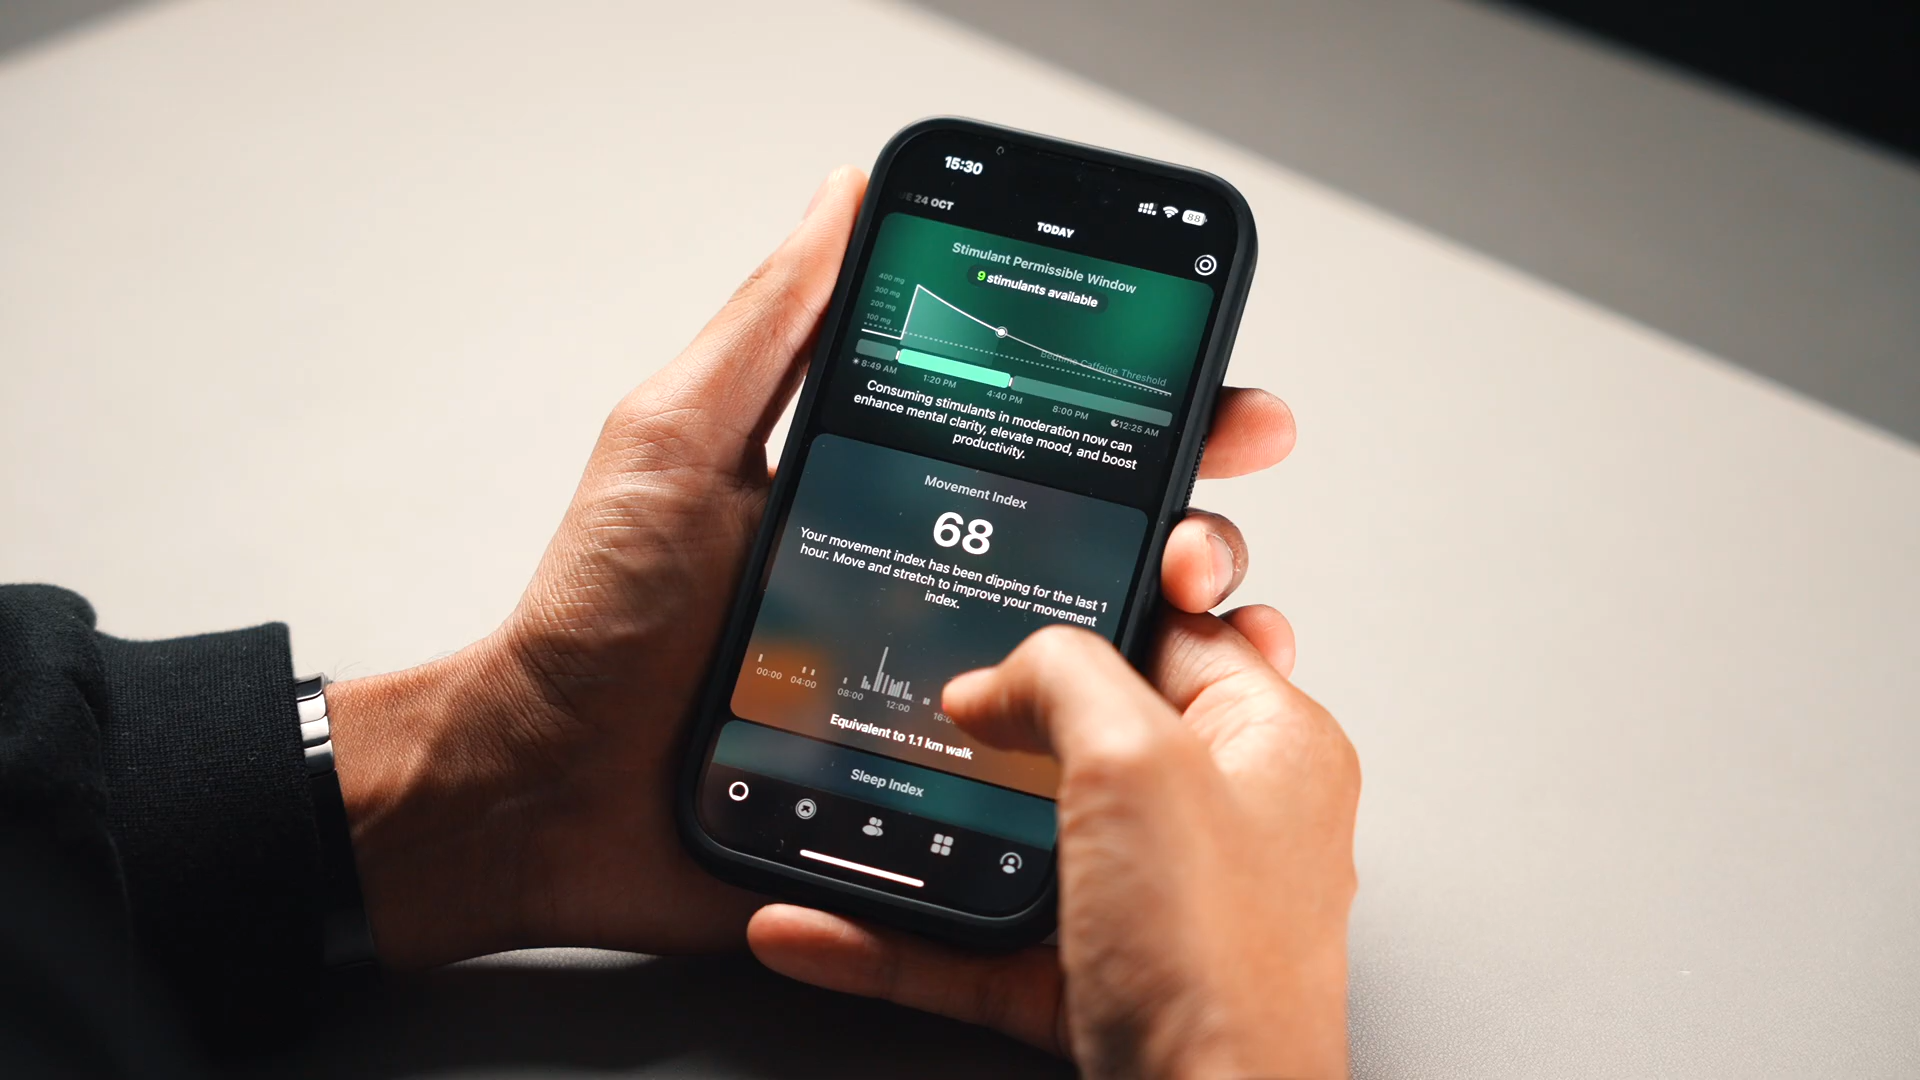 15:30
88
E 24 OCT
TODAY
Stimulant Permissible Window
9 stimulants available
400 mg
300 mg
200 mg
100 mg
Bedtime Caffeine Threshold
8:49 AM
1:20 PM
4:40 PM
8:00 PM
12:25 AM
Consuming stimulants in moderation now can
enhance mental clarity, elevate mood, and boost
productivity.
Movement Index
68
Your movement index has been dipping for the last 1
hour. Move and stretch to improve your movement
index.
00:00
04:00
08:00
12:00
16:0
Equivalent to 1.1 km walk
Sleep Index